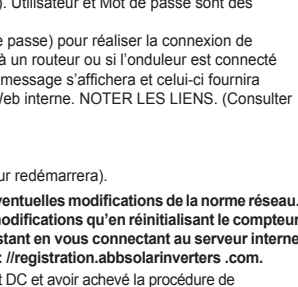 ). Utilisateur et Mot de passe sont des
e passe) pour réaliser la connexion de
à un routeur ou si l'onduleur est connecté
message s'affichera et celui-ci fournira
Web interne. NOTER LES LIENS. (Consulter
ur redémarrera).
ventuelles modifications de la norme réseau.
modifications qu'en réinitialisant le compteur
stant en vous connectant au serveur interne
: //registration.abbsolarinverters .com.
t DC et avoir achevé la procédure de